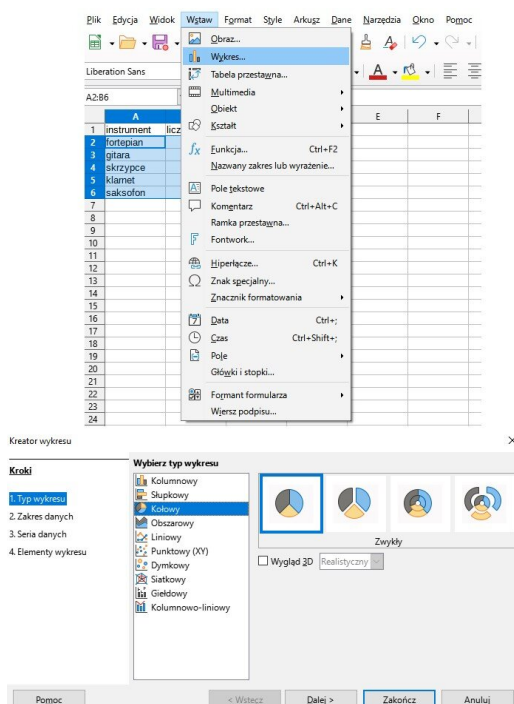 Plik Edycja Widok Wstaw Format Style Arkusz Dane Narzędzia Okno Pomoc
Obraz...
Wykres...
Liberation Sans
Tabela przestawna...
Multimedia
A2:B6
Obiekt
A E F
Kształt
1 instrument licz
2 fortepian
Funkcja... Ctrl+F2
3 gitara
Nazwany zakres lub wyrażenie...
4 skrzypce
5 klarnet
Pole tekstowe
6 saksofon
7
Komentarz Ctrl+Alt+C
8
Ramka przestawna...
9
Fontwork...
10
11
Hiperłącze... Ctrl+K
12
Znak specjalny...
13
Znacznik formatowania
14
15
16
Data Ctrl+;
17
Czas Ctrl+Shift+;
18
19
Pole
20
Główki i stopki...
21
22
Formant formularza
23
Wiersz podpisu...
24
Kreator wykresu
Kroki
1. Typ wykresu
2. Zakres danych
3. Seria danych
4. Elementy wykresu
Wybierz typ wykresu
Kolumnowy
Słupkowy
Kołowy
Obszarowy
Liniowy
Punktowy (XY)
Dymkowy
Siatkowy
Giełdowy
Kolumnowo-liniowy
Zwykły
Wygląd 3D Realistyczny
Pomoc < Wstecz Dalej > Zakończ Anuluj